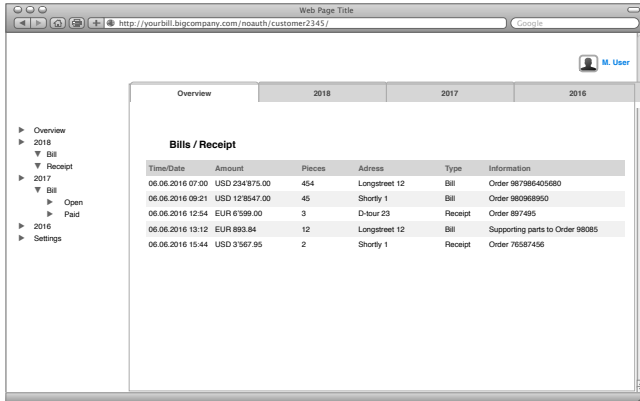 Web Page Title
http://yourbill.bigcompany.com/noauth/customer2345/
Google
M. User
Overview 2018 2017 2016
Overview
2018
Bill
Receipt
2017
Bill
Open
Paid
2016
Settings
Bills / Receipt
Time/Date Amount Pieces Adress Type Information
06.06.2016 07:00 USD 234'875.00 454 Longstreet 12 Bill Order 987986405680
06.06.2016 09:21 USD 12'8547.00 45 Shortly 1 Bill Order 980968950
06.06.2016 12:54 EUR 6'599.00 3 D-tour 23 Receipt Order 897495
06.06.2016 13:12 EUR 893.84 12 Longstreet 12 Bill Supporting parts to Order 98085
06.06.2016 15:44 USD 3'567.95 2 Shortly 1 Receipt Order 76587456